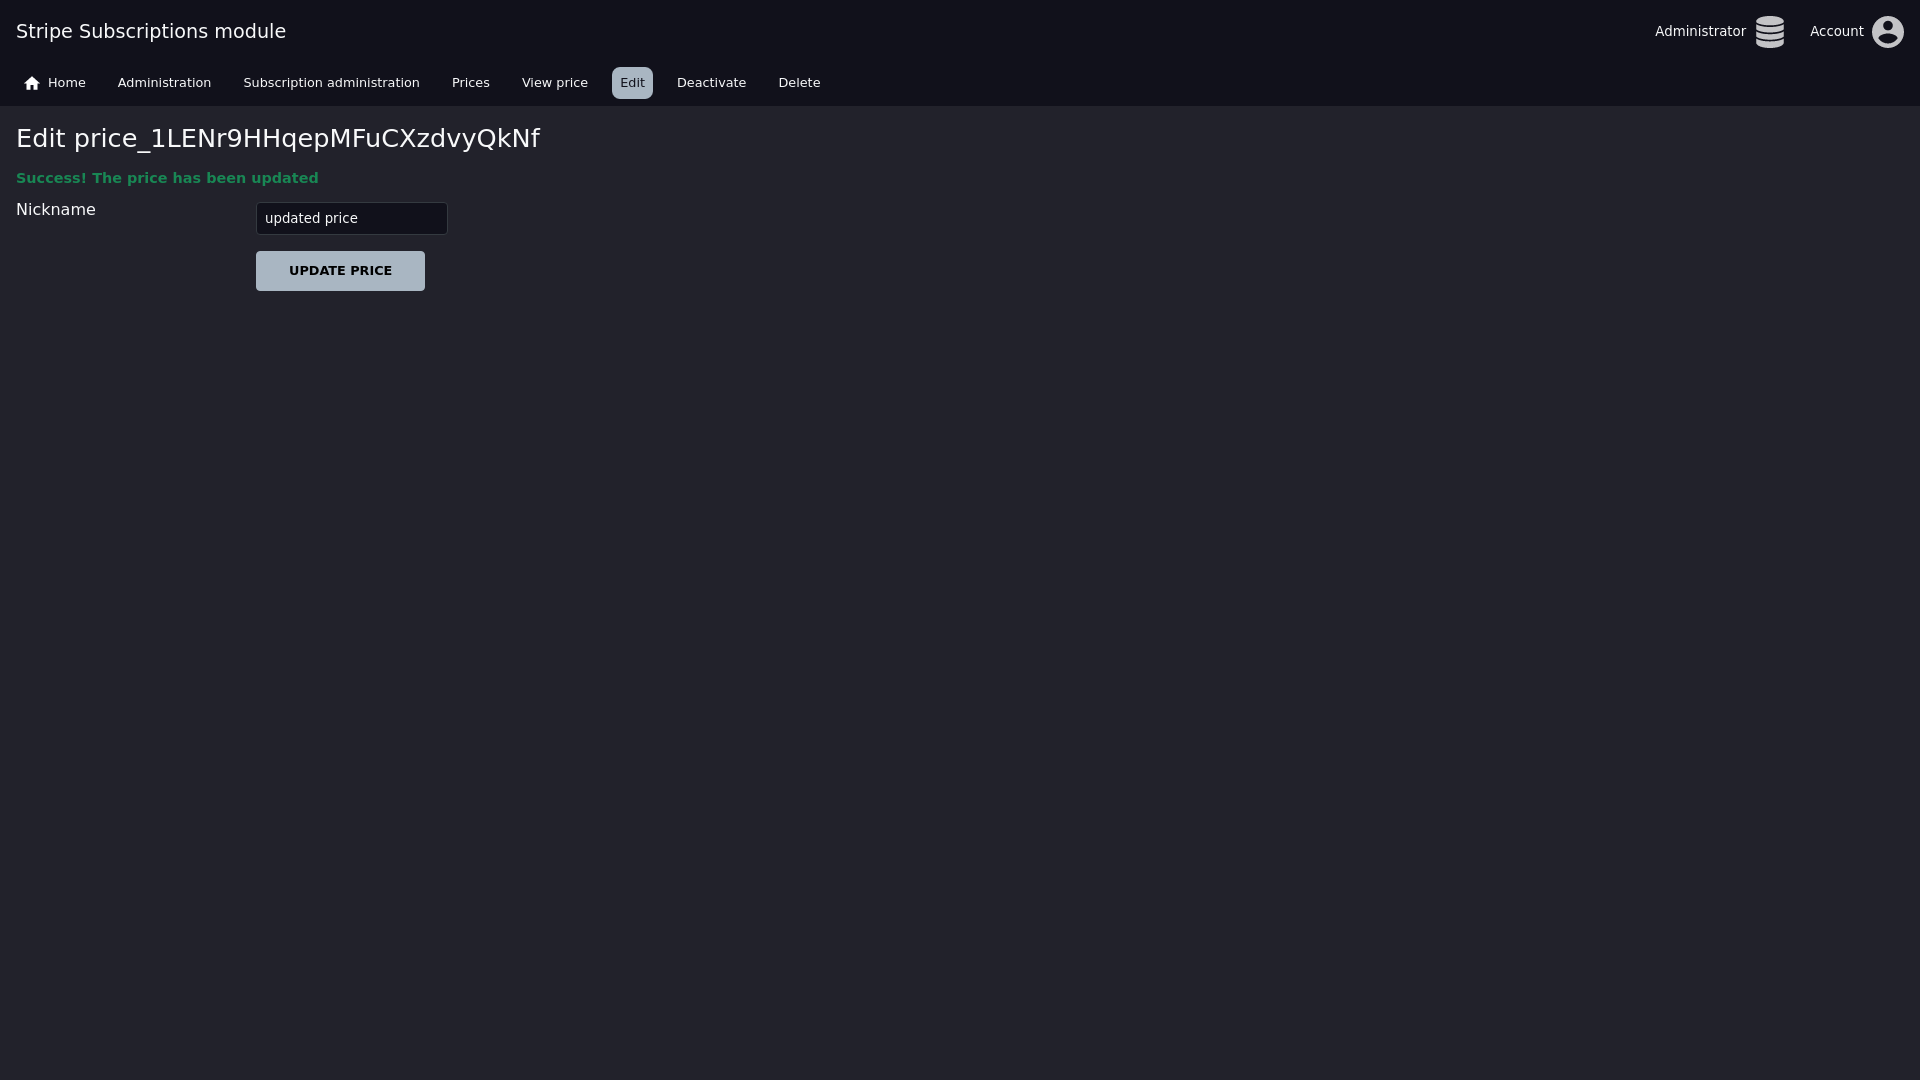 Stripe Subscriptions module
Administrator
Account
Home
Administration
Subscription administration
Prices
View price
Edit
Deactivate
Delete
Edit price_1LENr9HHqepMFuCXzdvyQkNf
Success! The price has been updated
Nickname
updated price
UPDATE PRICE